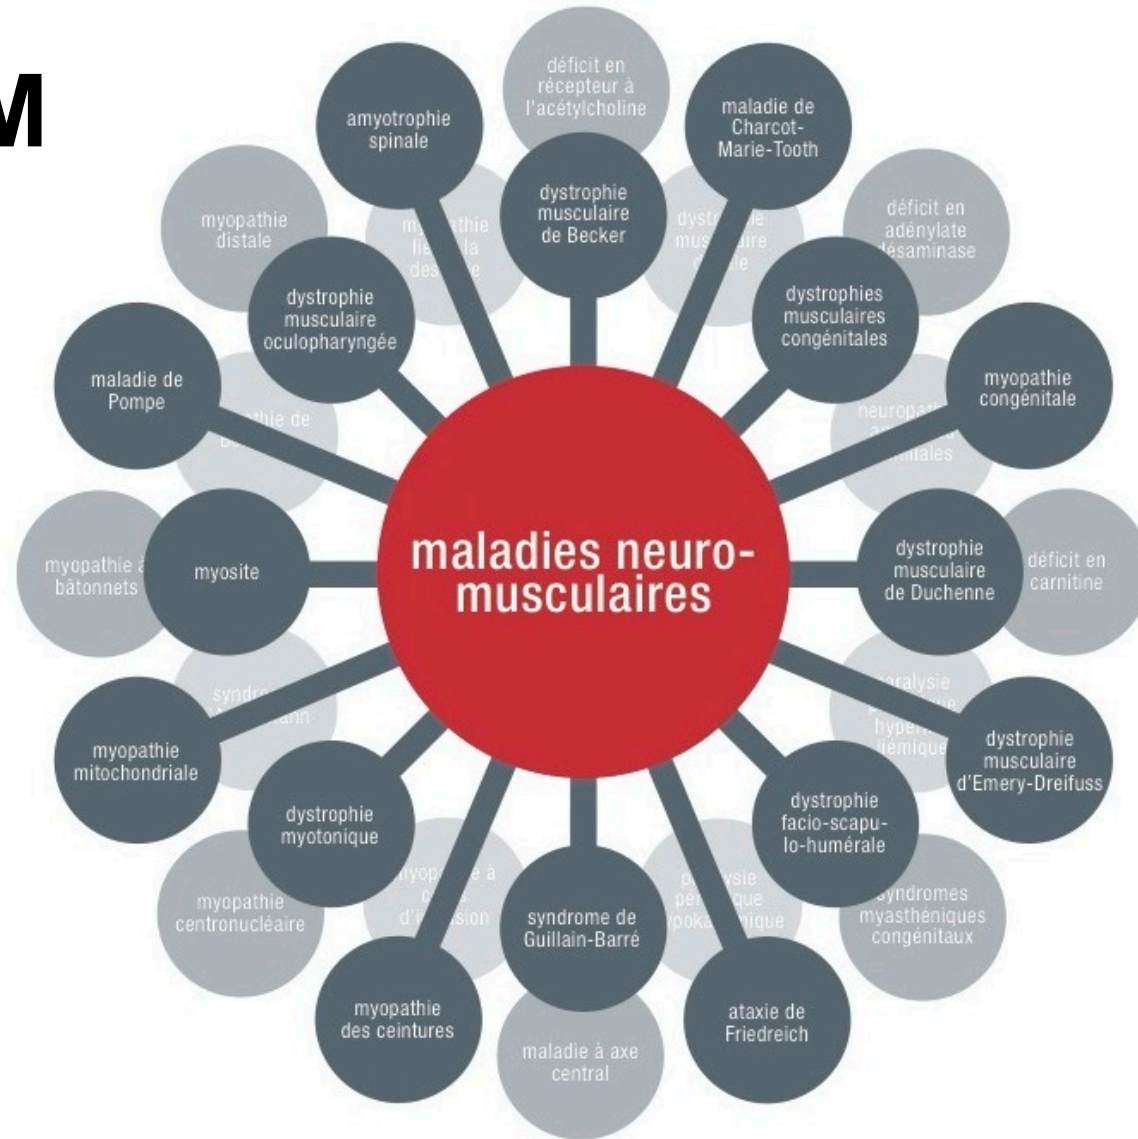 M
déficit en
récepteur à
l'acétylcholine
amyotrophie
spinale
maladie de
Charcot-
Marie-Tooth
dystrophie
musculaire
de Becker
myopathie
distale
déficit en
adénylate
désaminase
dystrophie
musculaire
oculopharyngée
dystrophies
musculaires
congénitales
maladie de
Pompe
myopathie
congénitale
maladies neuro-
musculaires
myopathie à
bâtonnets
myosite
dystrophie
musculaire
de Duchenne
déficit en
carnitine
myopathie
mitochondriale
dystrophie
musculaire
d'Emery-Dreifuss
dystrophie
myotonique
dystrophie
facio-scapu-
lo-humérale
myopathie
centronucléaire
syndromes
myasthéniques
congénitaux
syndrome de
Guillain-Barré
myopathie
des ceintures
ataxie de
Friedreich
maladie à axe
central